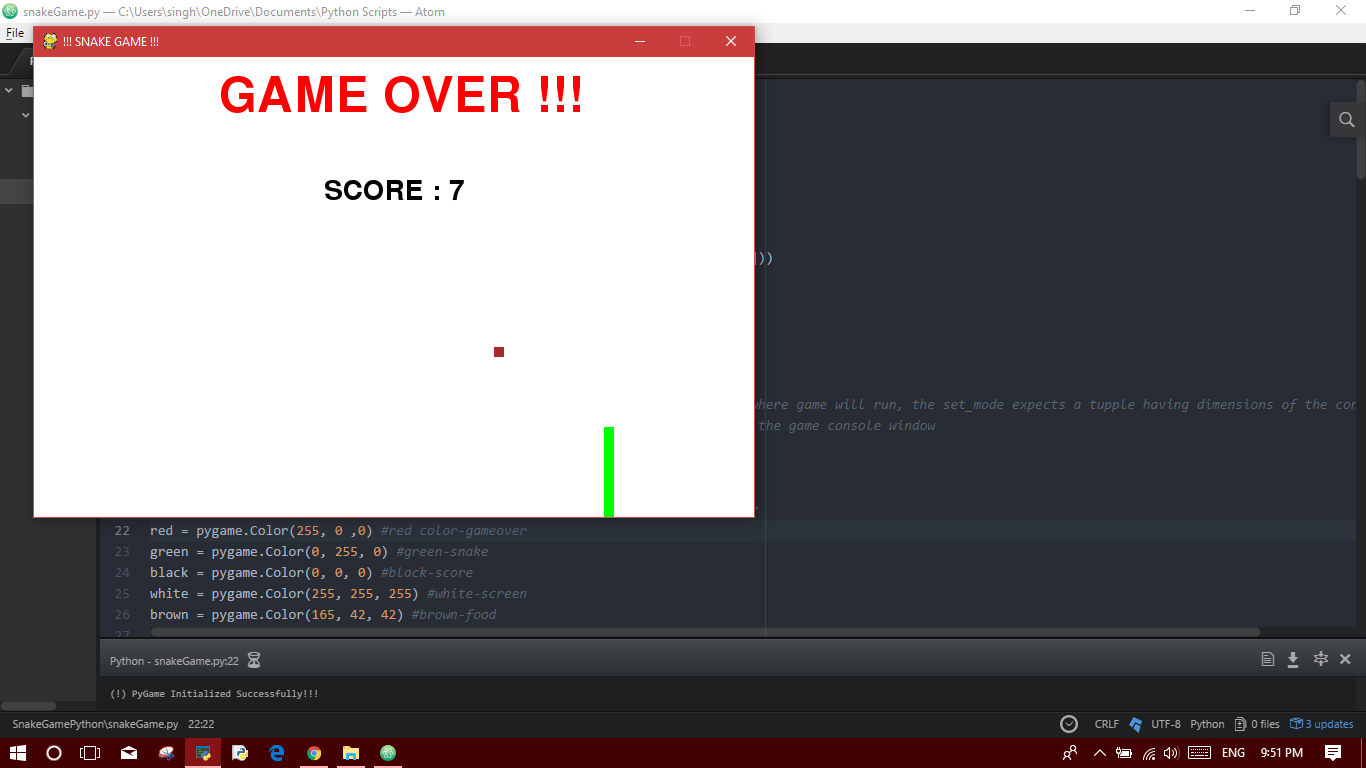 snakeGame.py — C:\Users\singh\OneDrive\Documents\Python Scripts — Atom
File
!!! SNAKE GAME !!!
GAME OVER !!!
SCORE : 7
))
where game will run, the set_mode expects a tupple having dimensions of the con
the game console window
22 red = pygame.Color(255, 0 ,0) #red color-gameover
23 green = pygame.Color(0, 255, 0) #green-snake
24 black = pygame.Color(0, 0, 0) #black-score
25 white = pygame.Color(255, 255, 255) #white-screen
26 brown = pygame.Color(165, 42, 42) #brown-food
27
Python - snakeGame.py:22
(!) PyGame Initialized Successfully!!!
SnakeGamePython\snakeGame.py 22:22 CRLF UTF-8 Python 0 files 3 updates
ENG 9:51 PM